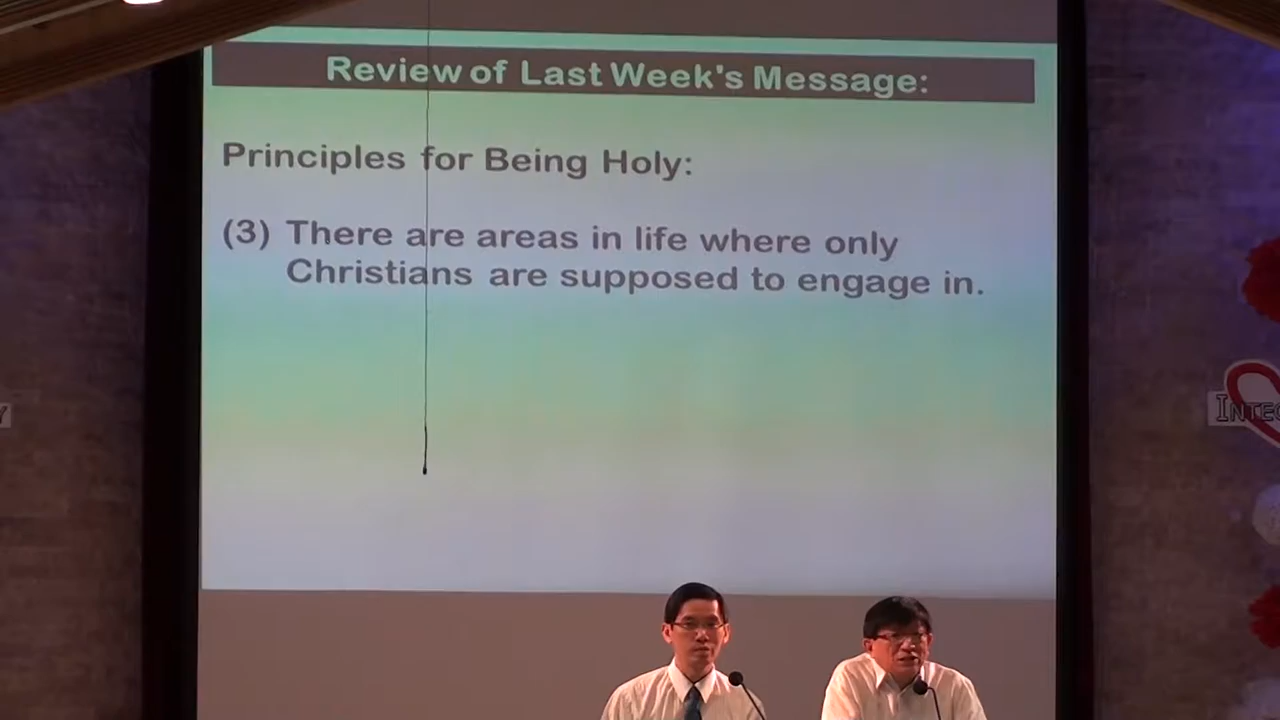 Review of Last Week's Message:
Principles for Being Holy:
(3) There are areas in life where only
Christians are supposed to engage in.